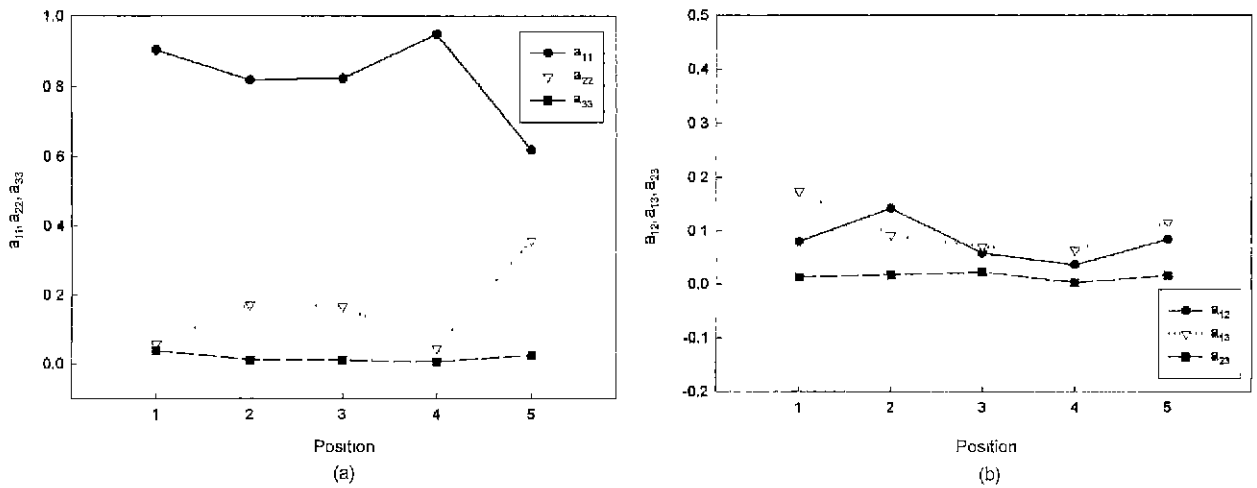 1.0
0.8
0.6
0.4
0.2
0.0
a11, a22, a33
a11
a22
a33
1 2 3 4 5
Position
(a)
0.5
0.4
0.3
0.2
0.1
0.0
-0.1
-0.2
a12, a13, a23
a12
a13
a23
1 2 3 4 5
Position
(b)